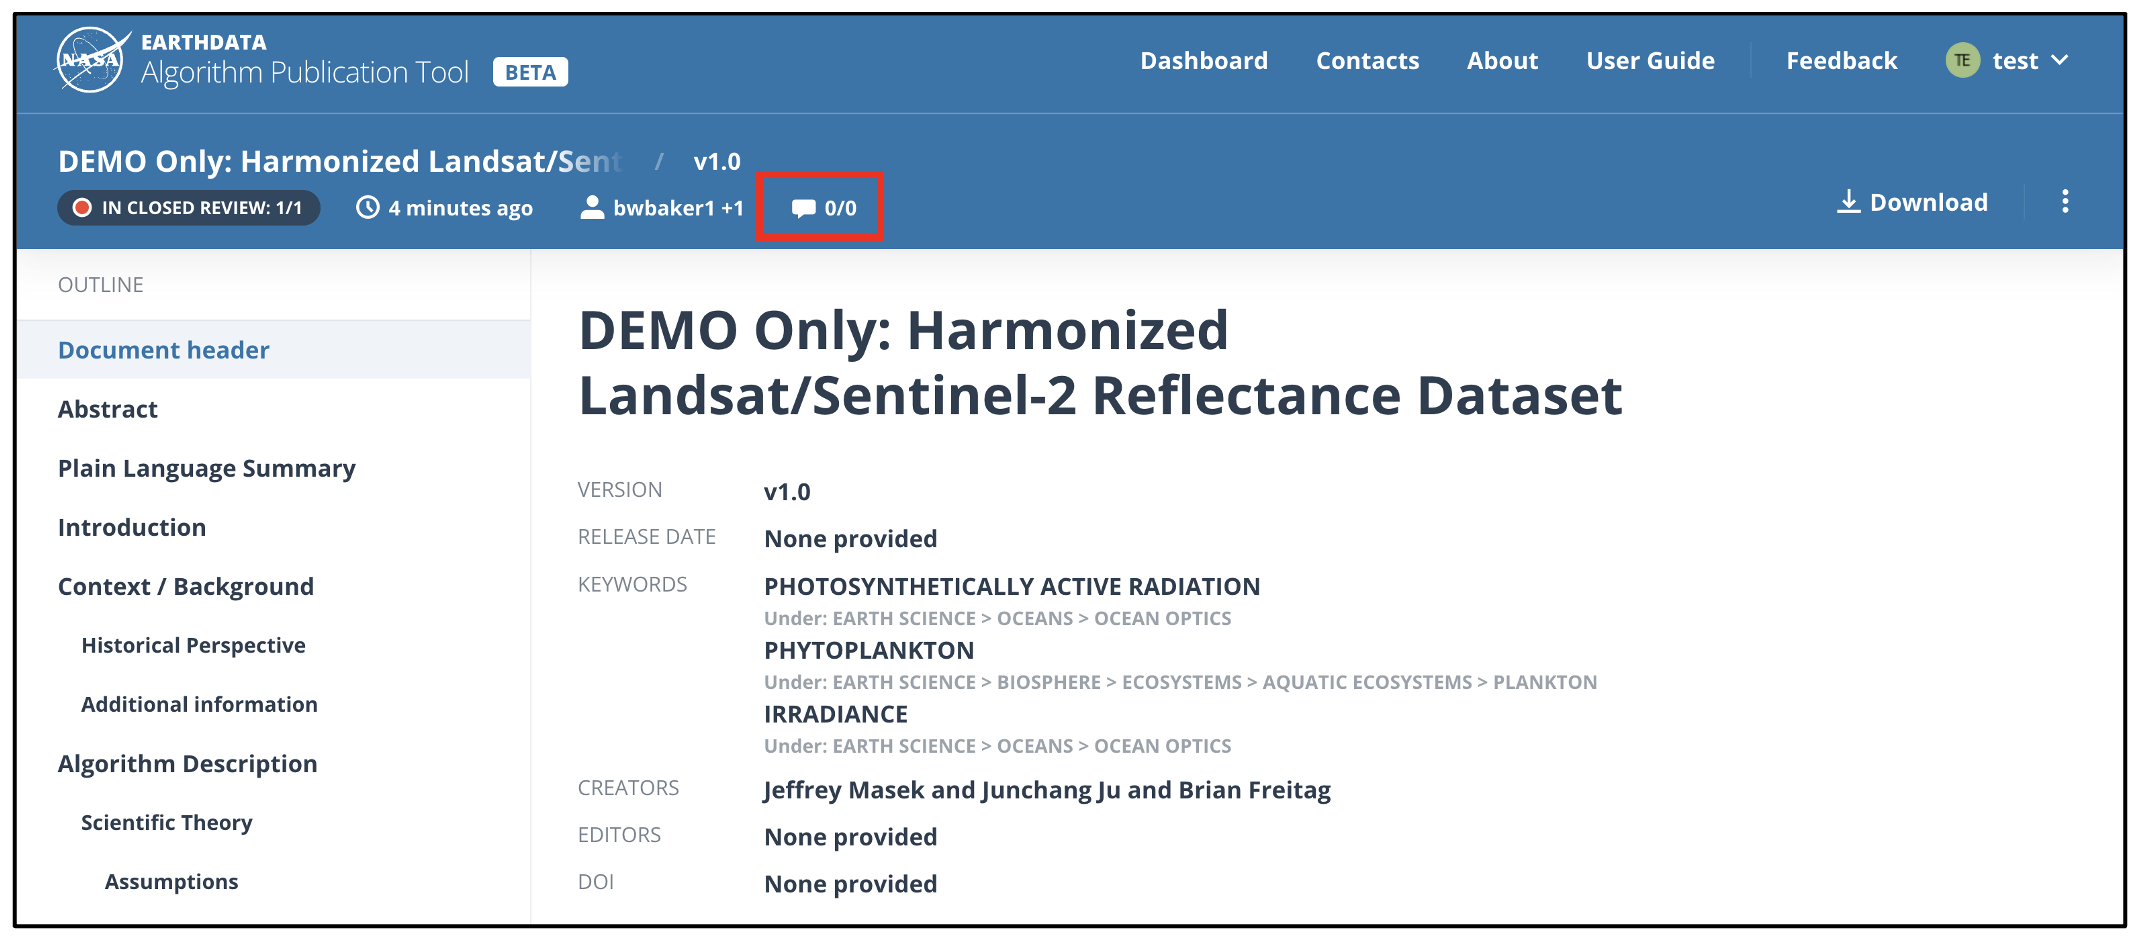 NASA
EARTHDATA
Algorithm Publication Tool BETA
Dashboard Contacts About User Guide Feedback TE test
DEMO Only: Harmonized Landsat/Sent / v1.0
IN CLOSED REVIEW: 1/1 4 minutes ago bwbaker1 +1 0/0
Download
OUTLINE
Document header
Abstract
Plain Language Summary
Introduction
Context / Background
Historical Perspective
Additional information
Algorithm Description
Scientific Theory
Assumptions
DEMO Only: Harmonized
Landsat/Sentinel-2 Reflectance Dataset
VERSION v1.0
RELEASE DATE None provided
KEYWORDS PHOTOSYNTHETICALLY ACTIVE RADIATION
Under: EARTH SCIENCE > OCEANS > OCEAN OPTICS
PHYTOPLANKTON
Under: EARTH SCIENCE > BIOSPHERE > ECOSYSTEMS > AQUATIC ECOSYSTEMS > PLANKTON
IRRADIANCE
Under: EARTH SCIENCE > OCEANS > OCEAN OPTICS
CREATORS Jeffrey Masek and Junchang Ju and Brian Freitag
EDITORS None provided
DOI None provided